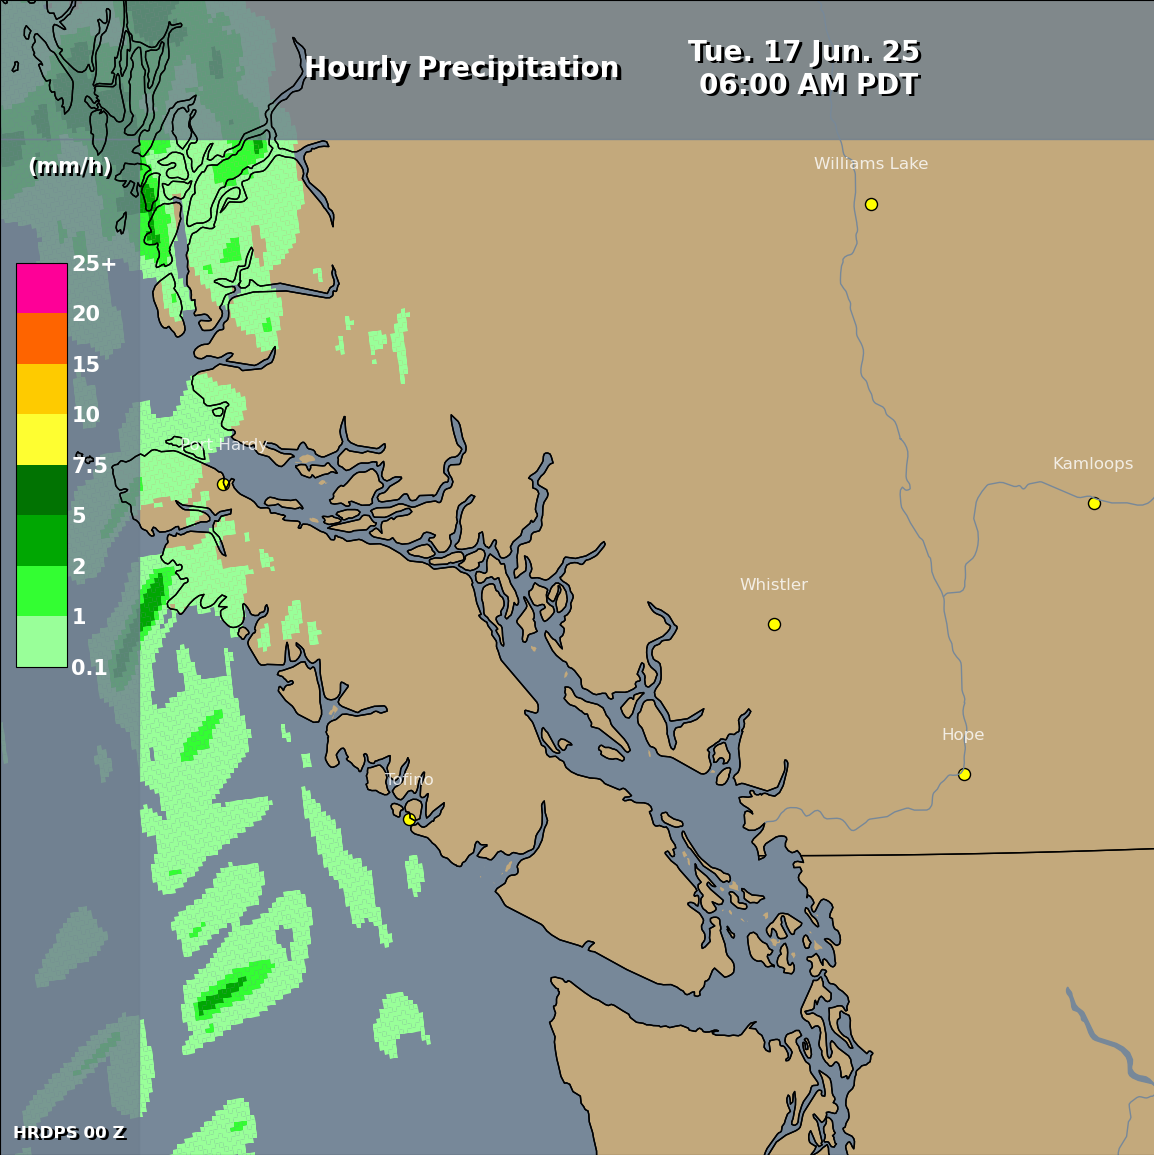 Hourly Precipitation
Tue. 17 Jun. 25
06:00 AM PDT
(mm/h)
25+
20
15
10
7.5
5
2
1
0.1
Williams Lake
Port Hardy
Kamloops
Whistler
Hope
Tofino
HRDPS 00 Z